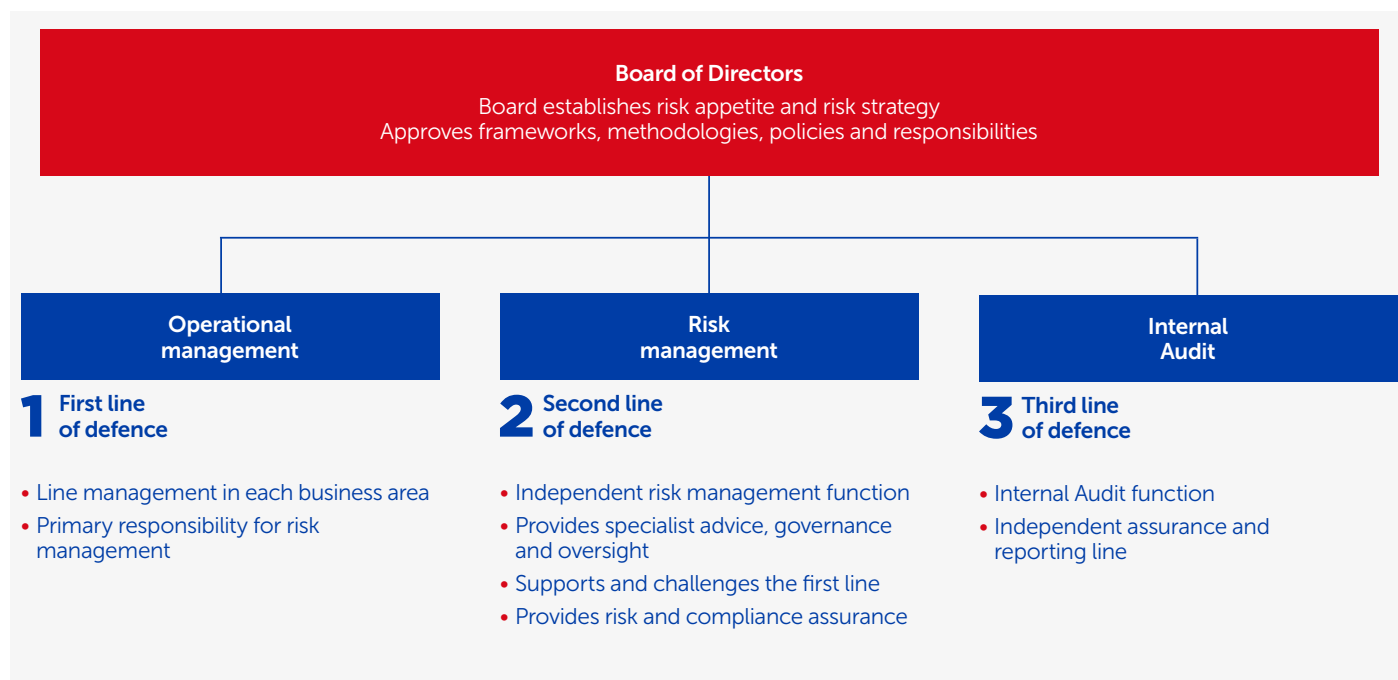 Board of Directors
Board establishes risk appetite and risk strategy
Approves frameworks, methodologies, policies and responsibilities
Operational
management
1 First line
of defence
• Line management in each business area
• Primary responsibility for risk
management
Risk
management
2 Second line
of defence
• Independent risk management function
• Provides specialist advice, governance
and oversight
• Supports and challenges the first line
• Provides risk and compliance assurance
Internal
Audit
3 Third line
of defence
• Internal Audit function
• Independent assurance and
reporting line